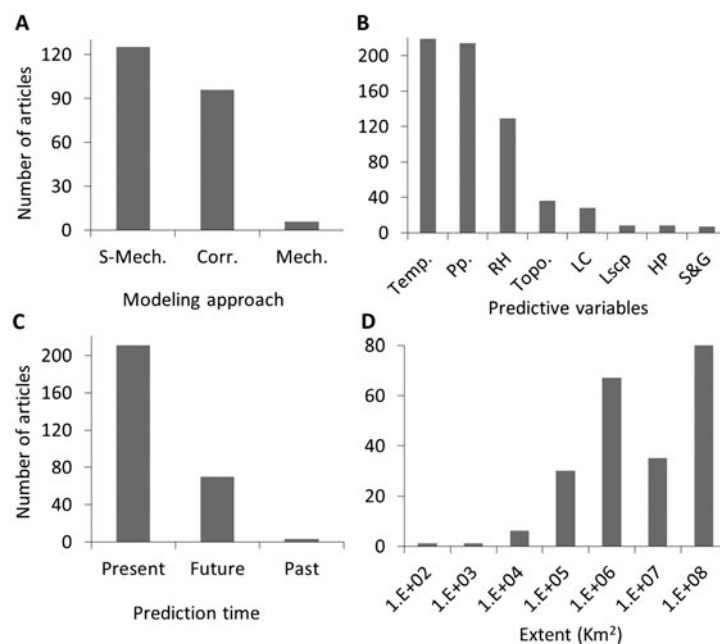 A
Number of articles
120
90
60
30
0
S-Mech. Corr. Mech.
Modeling approach
B
200
160
120
80
40
0
Temp. Pp. RH Topo. LC Lscp HP S&G
Predictive variables
C
Number of articles
200
160
120
80
40
0
Present Future Past
Prediction time
D
80
60
40
20
0
1.E+02 1.E+03 1.E+04 1.E+05 1.E+06 1.E+07 1.E+08
Extent (Km²)